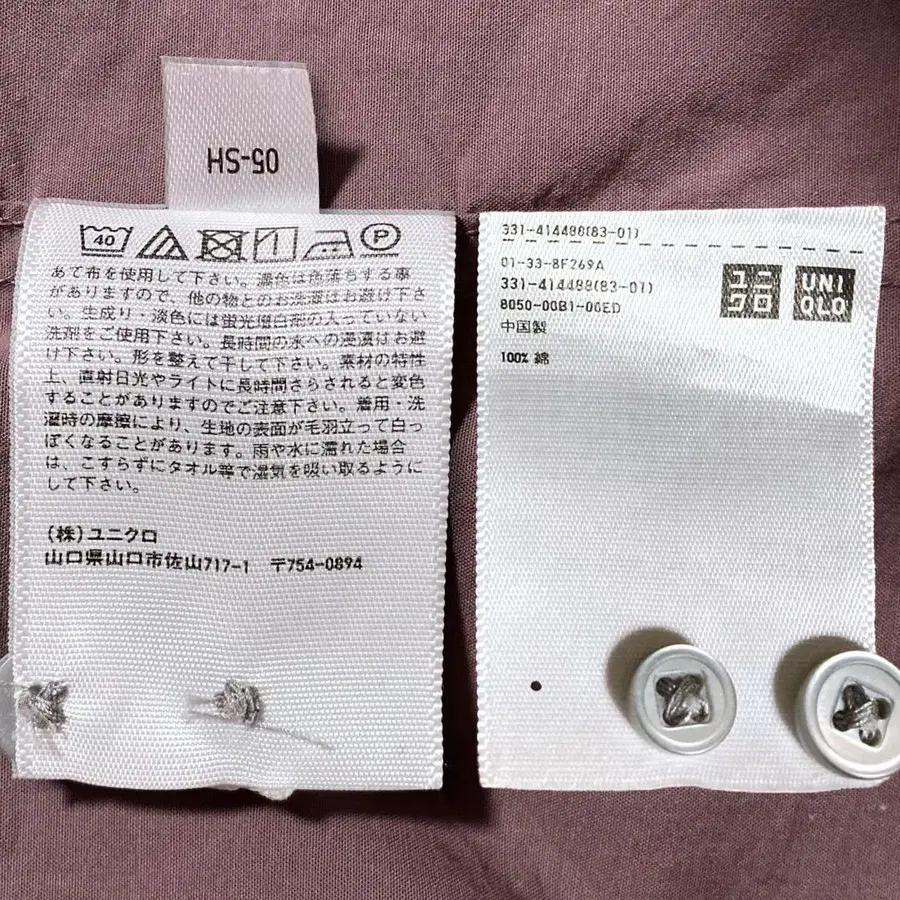 05-SH
40
P
あて布を使用して下さい。濃色は色落ちする事
がありますので、他の物とのお洗濯はお避け下さ
い。生成り・淡色には蛍光増白剤の入っていない
洗剤をご使用下さい。長時間の水への浸漬はお避
け下さい。形を整えて干して下さい。素材の特性
上、直射日光やライトに長時間さらされると変色
することがありますのでご注意下さい。着用・洗
濯時の摩擦により、生地の表面が毛羽立って白っ
ぽくなることがあります。雨や水に濡れた場合
は、こすらずにタオル等で湿気を吸い取るように
して下さい。
(株)ユニクロ
山口県山口市佐山717-1 〒754-0894
331-414488(83-01)
01-33-8F269A
331-414488(83-01)
8050-00B1-00ED
中国製
100% 綿
ユニ
クロ
UNI
QLO